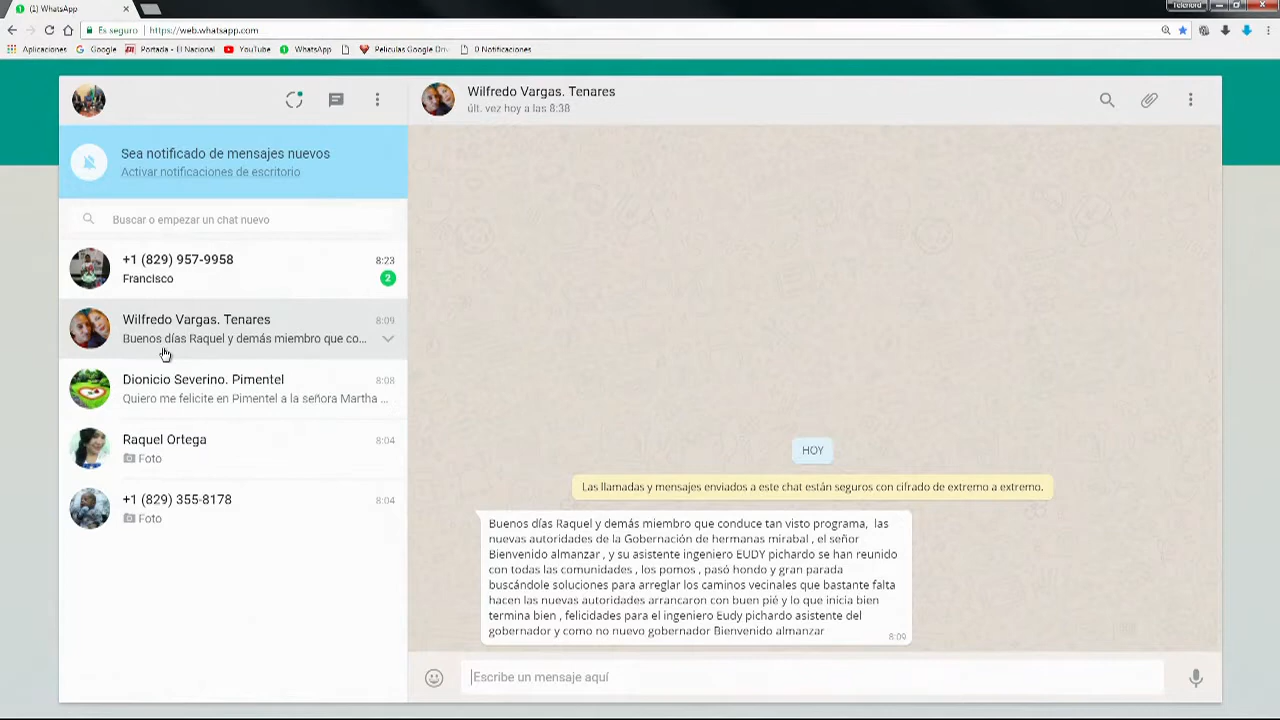 (1) WhatsApp
Telenord
Es seguro
https://web.whatsapp.com
Aplicaciones
Google
Portada - El Nacional
YouTube
WhatsApp
Peliculas Google Dri
0 Notificaciones
Wilfredo Vargas. Tenares
últ. vez hoy a las 8:38
Sea notificado de mensajes nuevos
Activar notificaciones de escritorio
Buscar o empezar un chat nuevo
+1 (829) 957-9958
8:23
Francisco
2
Wilfredo Vargas. Tenares
8:09
Buenos días Raquel y demás miembro que co...
Dionicio Severino. Pimentel
8:08
Quiero me felicite en Pimentel a la señora Martha ...
Raquel Ortega
8:04
Foto
+1 (829) 355-8178
8:04
Foto
HOY
Las llamadas y mensajes enviados a este chat están seguros con cifrado de extremo a extremo.
Buenos días Raquel y demás miembro que conduce tan visto programa, las
nuevas autoridades de la Gobernación de hermanas mirabal , el señor
Bienvenido almanzar , y su asistente ingeniero EUDY pichardo se han reunido
con todas las comunidades , los pomos , pasó hondo y gran parada
buscándole soluciones para arreglar los caminos vecinales que bastante falta
hacen las nuevas autoridades arrancaron con buen pié y lo que inicia bien
termina bien , felicidades para el ingeniero Eudy pichardo asistente del
gobernador y como no nuevo gobernador Bienvenido almanzar
8:09
Escribe un mensaje aquí